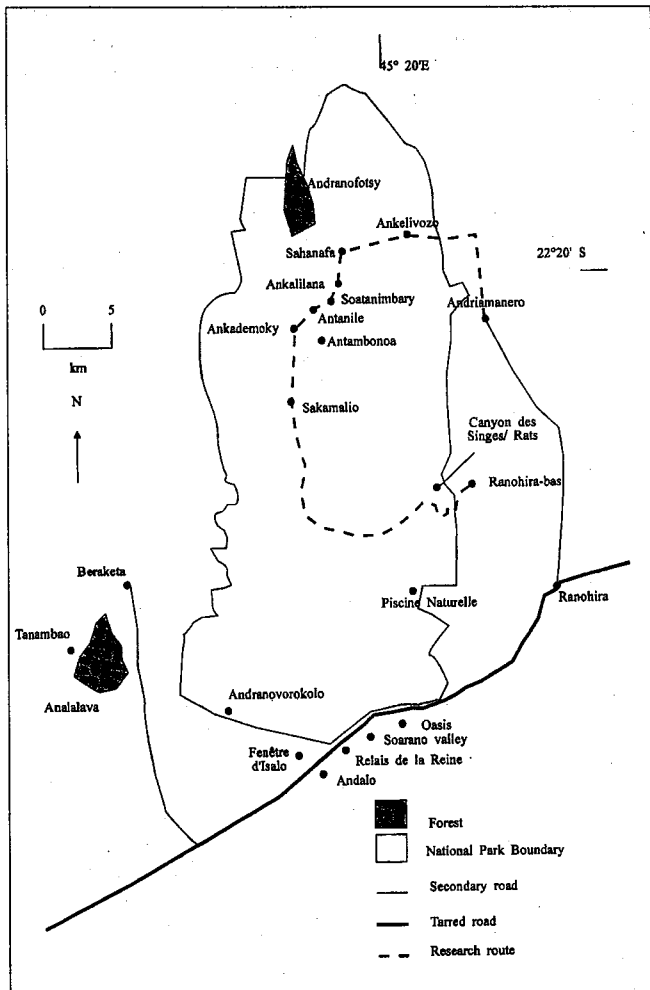 45° 20'E
Andranofotsy
Ankelivozo
Sahanafa
22°20' S
Ankalilana
Soatanimbary
Andriamanero
0 5
Antanile
Ankademoky
Antambonoa
km
N
Sakamalio
Canyon des
Singes/ Rats
Ranohira-bas
Beraketa
Piscine Naturelle
Ranohira
Tanambao
Analalava
Andranovorokolo
Oasis
Soarano valley
Fenêtre
d'Isalo
Relais de la Reine
Andalo
Forest
National Park Boundary
Secondary road
Tarred road
Research route